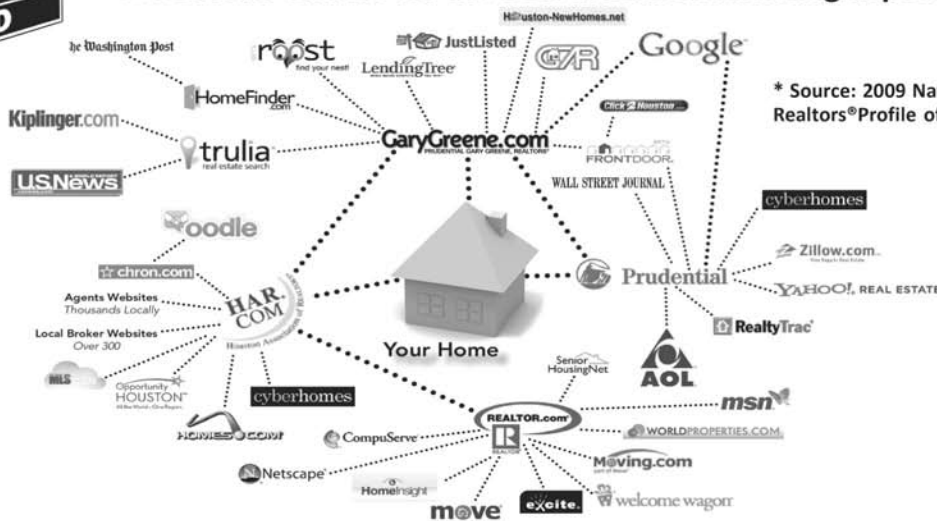 Houston-NewHomes.net
The Washington Post
roost
find your nest!
JustListed
LendingTree
Google
HomeFinder
.com
* Source: 2009 Na
Realtors®Profile of
Click2Houston
Kiplinger.com
GaryGreene.com
PRUDENTIAL GARY GREENE, REALTORS®
trulia
real estate search
FRONTDOOR
U.S.News
WALL STREET JOURNAL
cyberhomes
oodle
Zillow.com
chron.com
Prudential
HAR.
COM
Houston Association of Realtors
YAHOO!. REAL ESTATE
Agents Websites
Thousands Locally
RealtyTrac
Local Broker Websites
Over 300
Your Home
AOL
Senior
HousingNet
MLS
Opportunity
HOUSTON
cyberhomes
msn
REALTOR.com®
R
REALTOR
HOMES.COM
CompuServe
WORLDPROPERTIES.COM
Moving.com
Netscape
HomeInsight
move
excite.
welcome wagon